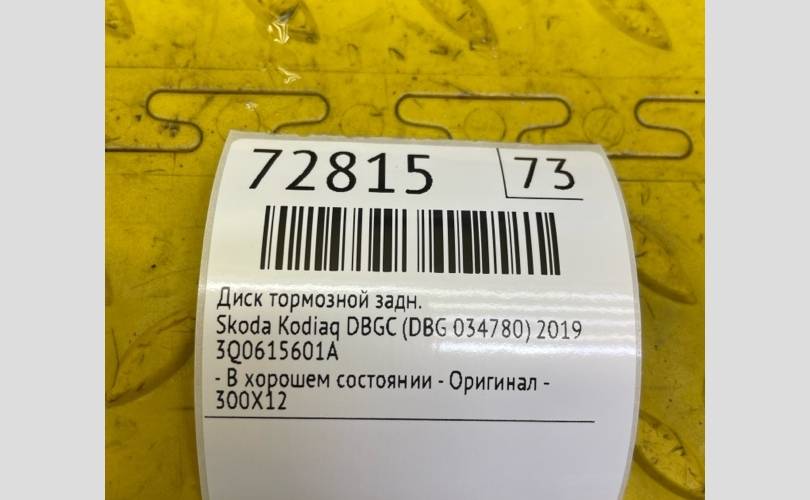 72815 73
Диск тормозной задн.
Skoda Kodiaq DBGC (DBG 034780) 2019
3Q0615601A
- В хорошем состоянии - Оригинал -
300X12